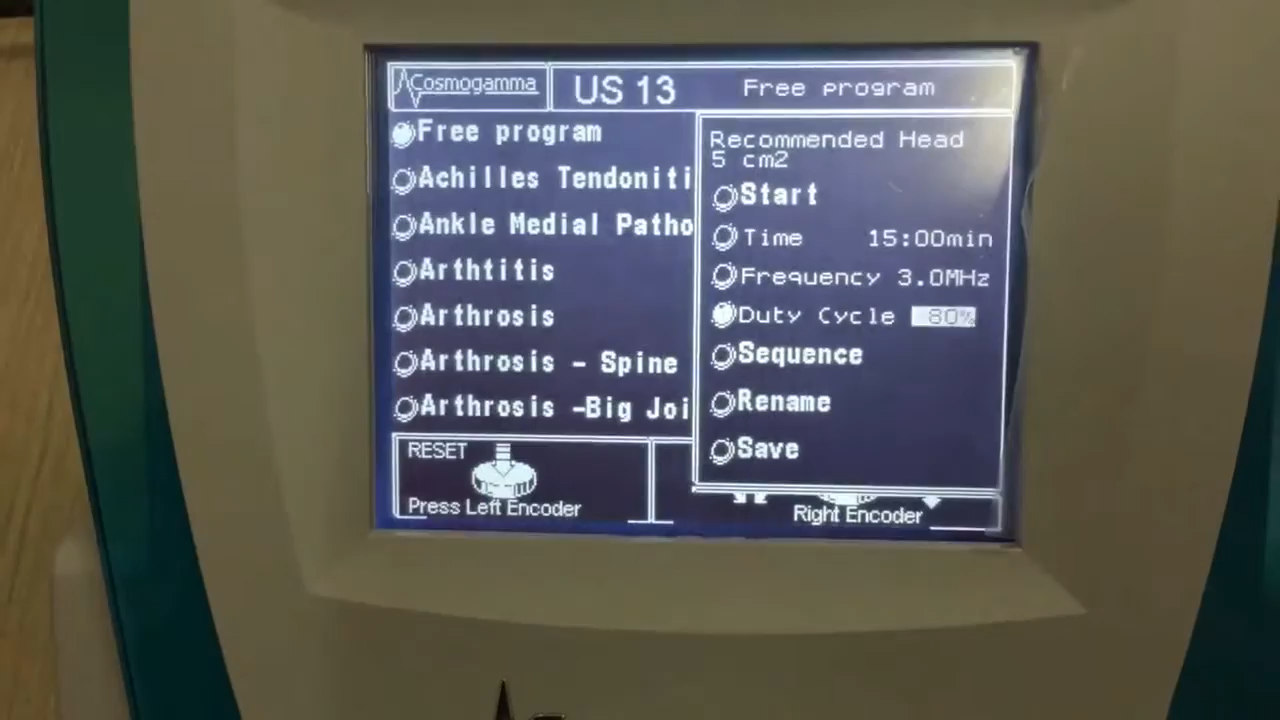 Cosmogamma
US 13
Free program
Free program
Achilles Tendoniti
Ankle Medial Patho
Arthtitis
Arthrosis
Arthrosis - Spine
Arthrosis -Big Joi
Recommended Head
5 cm2
Start
Time 15:00min
Frequency 3.0MHz
Duty Cycle 80%
Sequence
Rename
Save
RESET
Press Left Encoder
Right Encoder